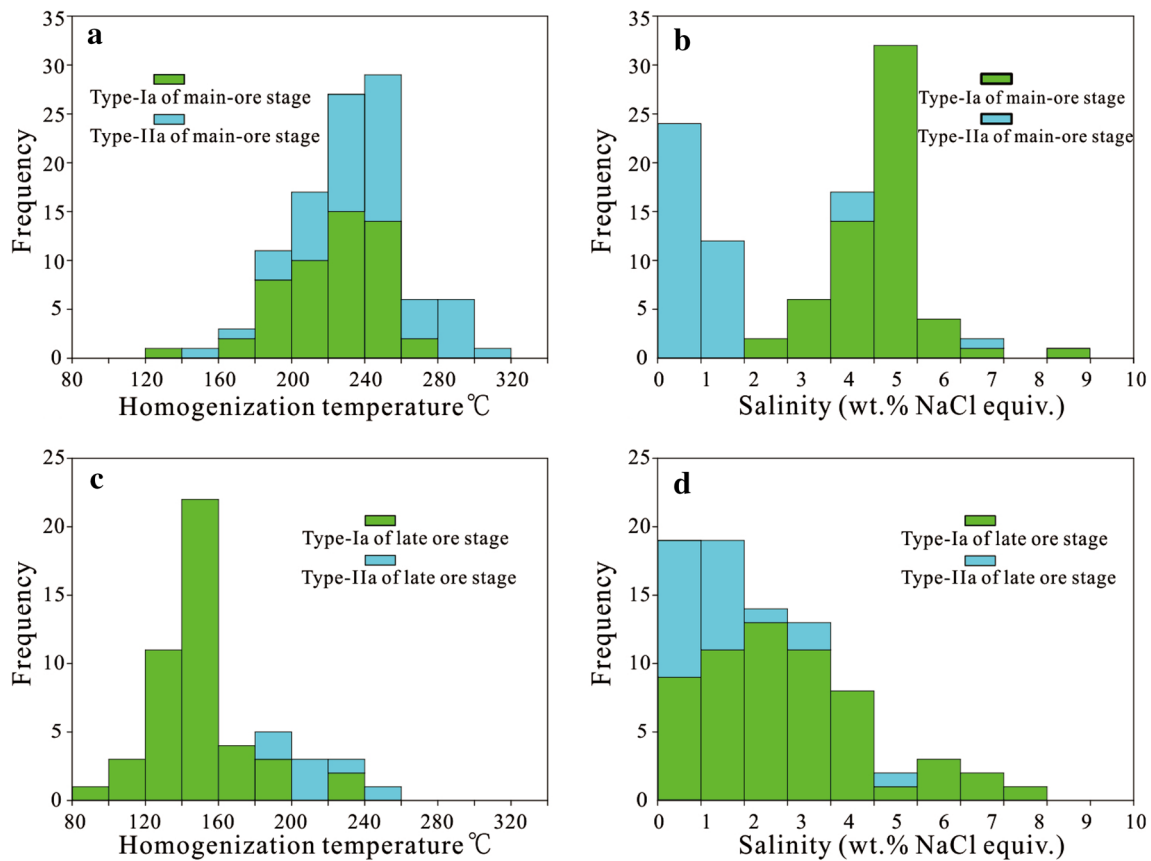 a
35
30
25
20
15
10
5
0
Frequency
Type-Ia of main-ore stage
Type-IIa of main-ore stage
80 120 160 200 240 280 320
Homogenization temperature℃
b
35
30
25
20
15
10
5
0
Frequency
Type-Ia of main-ore stage
Type-IIa of main-ore stage
0 1 2 3 4 5 6 7 8 9 10
Salinity (wt.% NaCl equiv.)
c
25
20
15
10
5
0
Frequency
Type-Ia of late ore stage
Type-IIa of late ore stage
80 120 160 200 240 280 320
Homogenization temperature℃
d
25
20
15
10
5
0
Frequency
Type-Ia of late ore stage
Type-IIa of late ore stage
0 1 2 3 4 5 6 7 8 9 10
Salinity (wt.% NaCl equiv.)